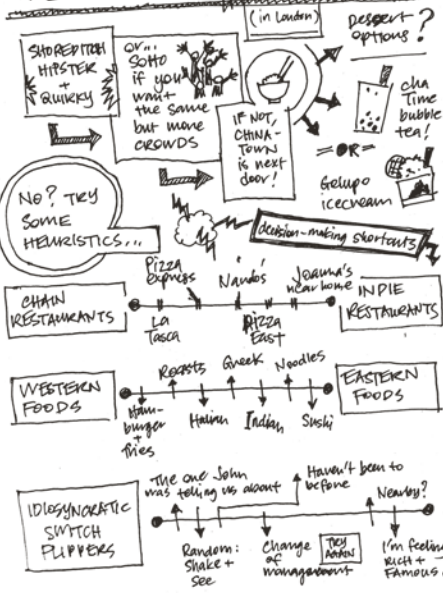 (in London)
Dessert
options?
SHOREDITCH
HIPSTER
+
QUIRKY
or...
SOHO
if you
want
the same
but more
CROWDS
IF NOT,
CHINA-
TOWN
is next
door!
cha
Time
bubble
tea!
=OR=
Gelupo
icecream
NO? TRY
SOME
HEURISTICS...
decision-making shortcuts
CHAIN
RESTAURANTS
Pizza
express
Nandos'
Joanna's
near home
La
Tasca
Pizza
East
INDIE
RESTAURANTS
WESTERN
FOODS
Roasts
Greek
Noodles
Ham-
burger
+
fries
Italian
Indian
Sushi
EASTERN
FOODS
IDIOSYNCRATIC
SWITCH
FLIPPERS
The one John
was telling us about
Haven't been to
before
Nearby?
Random:
Shake +
see
Change
of
management
TRY
AGAIN
I'm feeling
RICH +
FAMOUS